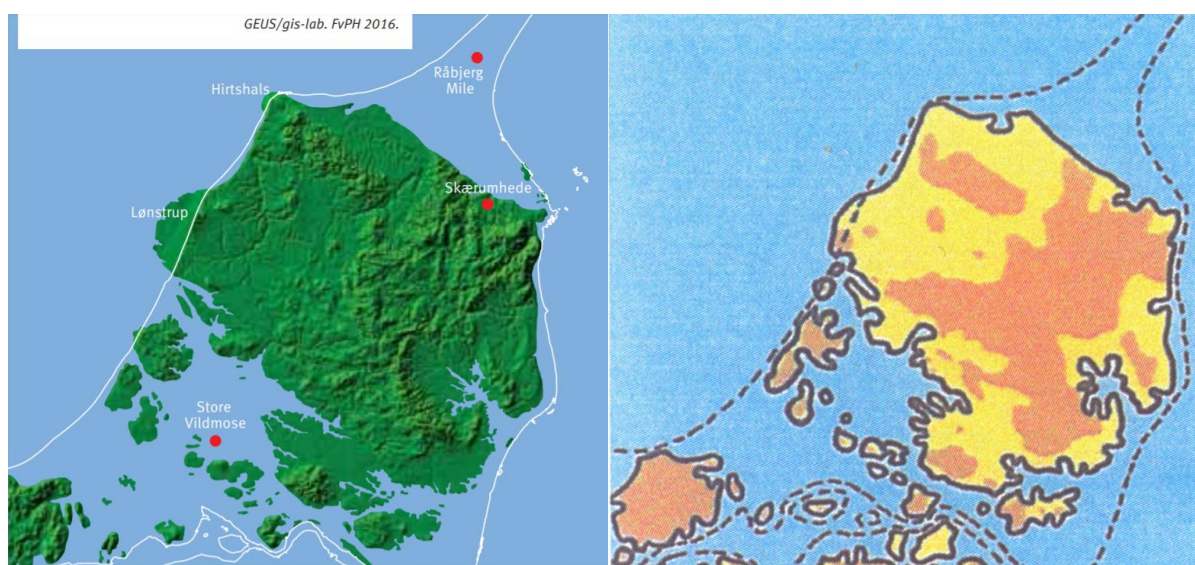 GEUS/gis-lab. FvPH 2016.
Råbjerg
Mile
Hirtshals
Skærumhede
Lønstrup
Store
Vildmose